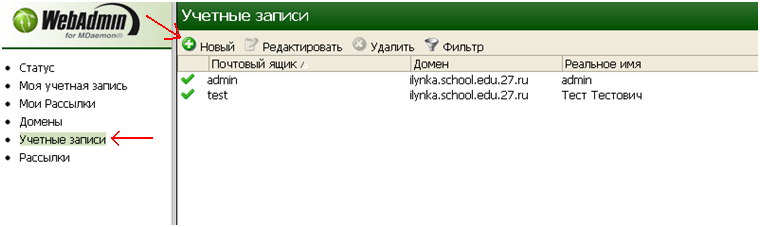 WebAdmin
for MDaemon®
Статус
Моя учетная запись
Мои Рассылки
Домены
Учетные записи
Рассылки
Учетные записи
Новый Редактировать Удалить Фильтр
Почтовый ящик / Домен Реальное имя
admin ilynka.school.edu.27.ru admin
test ilynka.school.edu.27.ru Тест Тестович